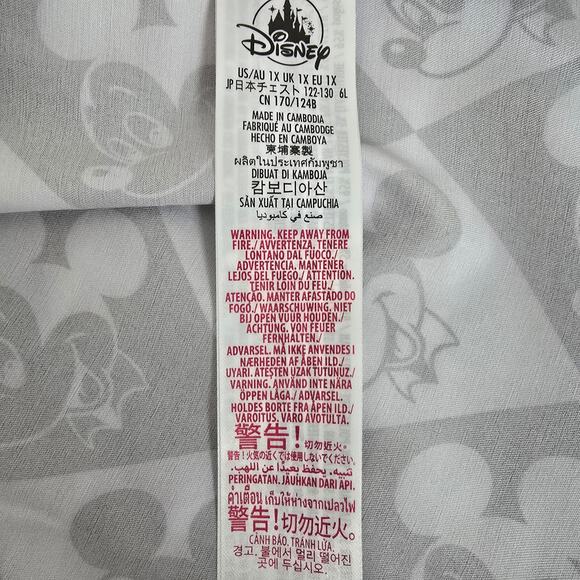 Disney
US/AU 1X UK 1X EU 1X
JP日本チェスト 122-130 6L
CN 170/124B
MADE IN CAMBODIA
FABRIQUÉ AU CAMBODGE
HECHO EN CAMBOYA
柬埔寨製
ผลิตในประเทศกัมพูชา
DIBUAT DI KAMBOJA
캄보디아산
SẢN XUẤT TẠI CAMPUCHIA
صنع في كامبوديا
WARNING. KEEP AWAY FROM
FIRE./ AVVERTENZA. TENERE
LONTANO DAL FUOCO./
ADVERTENCIA. MANTENER
LEJOS DEL FUEGO./ ATTENTION.
TENIR LOIN DU FEU./
ATENÇÃO. MANTER AFASTADO DO
FOGO./ WAARSCHUWING. NIET
BIJ OPEN VUUR HOUDEN./
ACHTUNG. VON FEUER
FERNHALTEN./
ADVARSEL. MÅ IKKE ANVENDES I
NÆRHEDEN AF ÅBEN ILD./
UYARI. ATEŞTEN UZAK TUTUNUZ./
VARNING. ANVÄND INTE NÄRA
ÖPPEN LÅGA./ ADVARSEL.
HOLDES BORTE FRA ÅPEN ILD./
VAROITUS. VARO AVOTULTA.
警告！切勿近火。
警告！火気の近くでは使用しないでください。
تنبيه. يحفظ بعيدًا عن اللهب.
PERINGATAN. JAUHKAN DARI API.
คำเตือน เก็บให้ห่างจากเปลวไฟ
警告！切勿近火。
CẢNH BÁO. TRÁNH LỬA.
경고. 불에서 멀리 떨어진
곳에 두십시오.